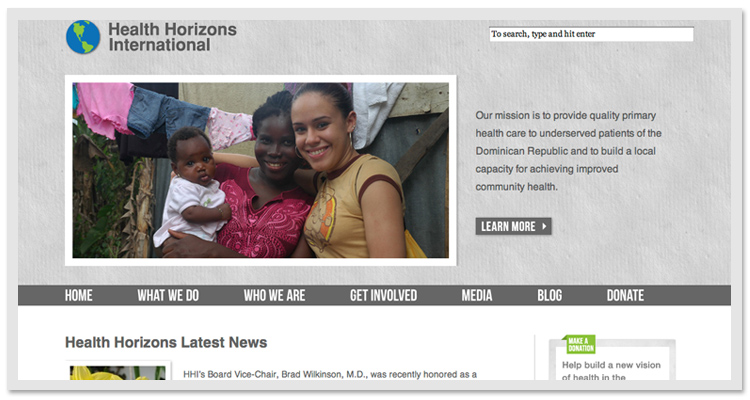 Health Horizons
International
To search, type and hit enter
Our mission is to provide quality primary
health care to underserved patients of the
Dominican Republic and to build a local
capacity for achieving improved
community health.
LEARN MORE
HOME WHAT WE DO WHO WE ARE GET INVOLVED MEDIA BLOG DONATE
Health Horizons Latest News
HHI's Board Vice-Chair, Brad Wilkinson, M.D., was recently honored as a
MAKE A
DONATION
Help build a new vision
of health in the